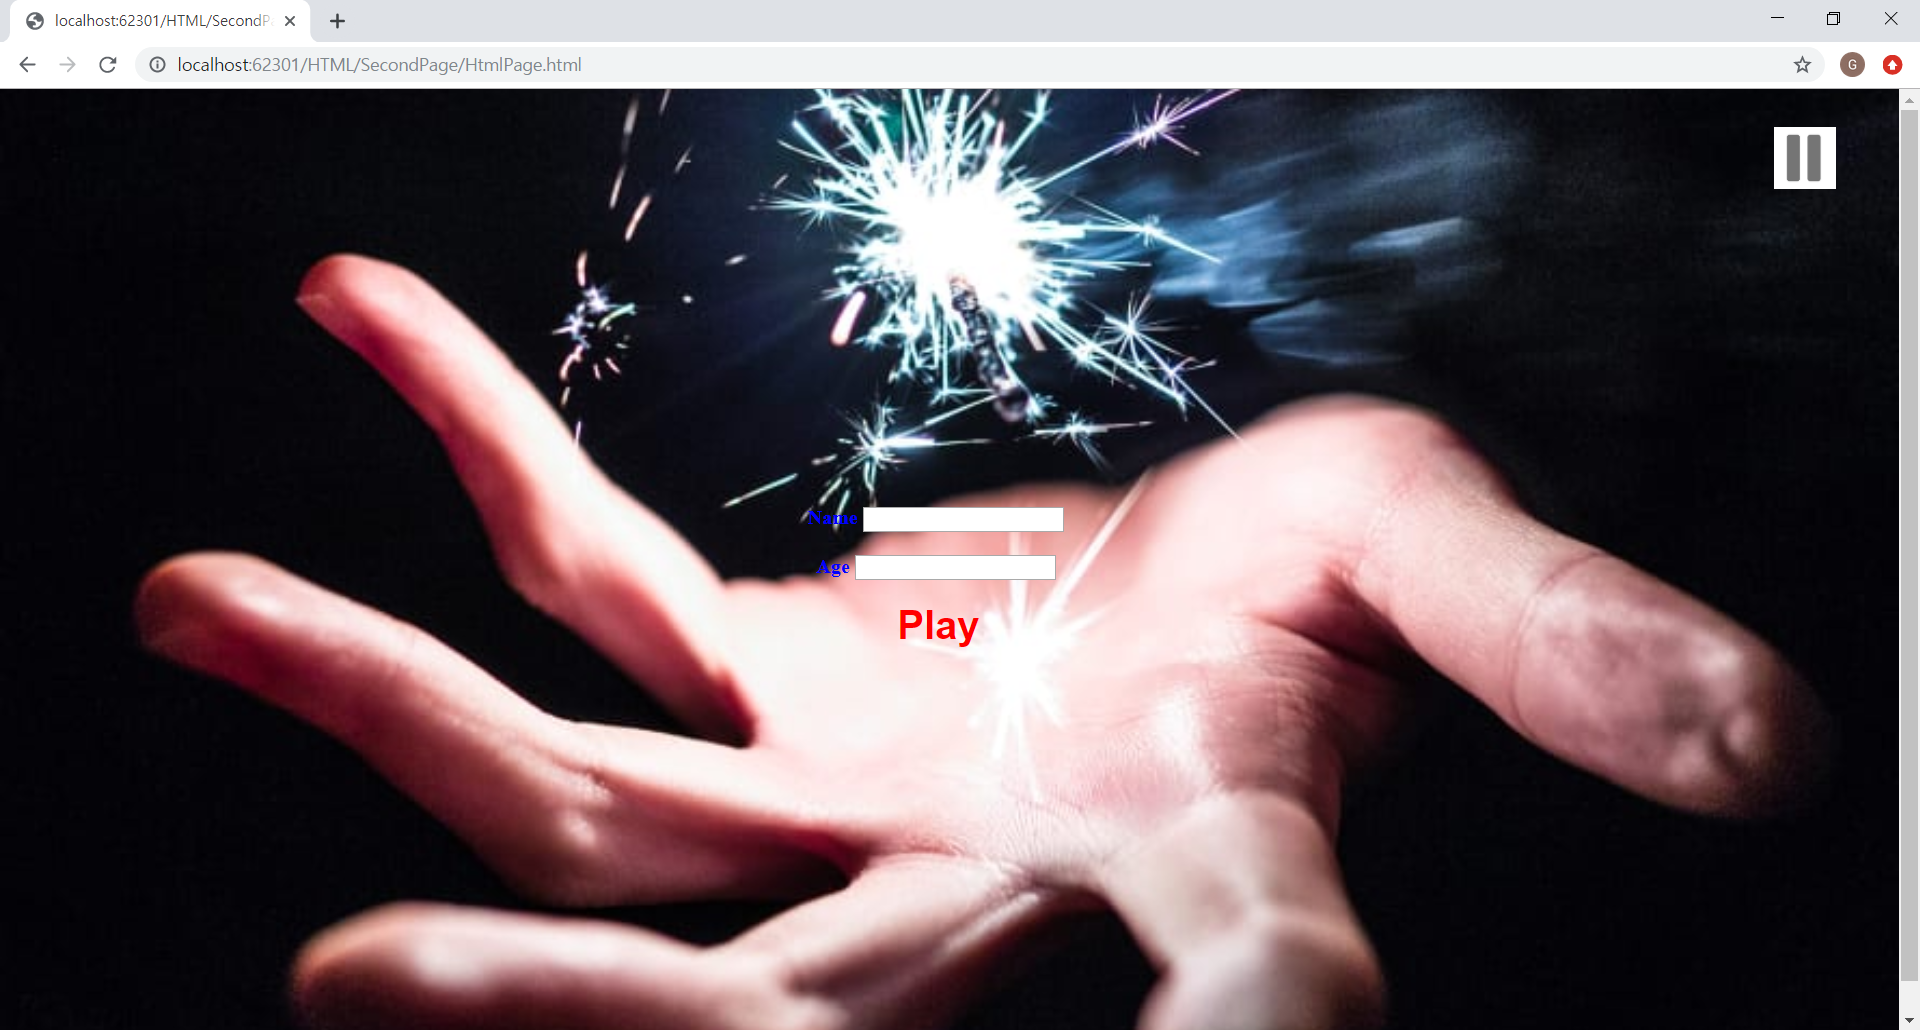 localhost:62301/HTML/SecondP
localhost:62301/HTML/SecondPage/HtmlPage.html
G
Name
Age
Play